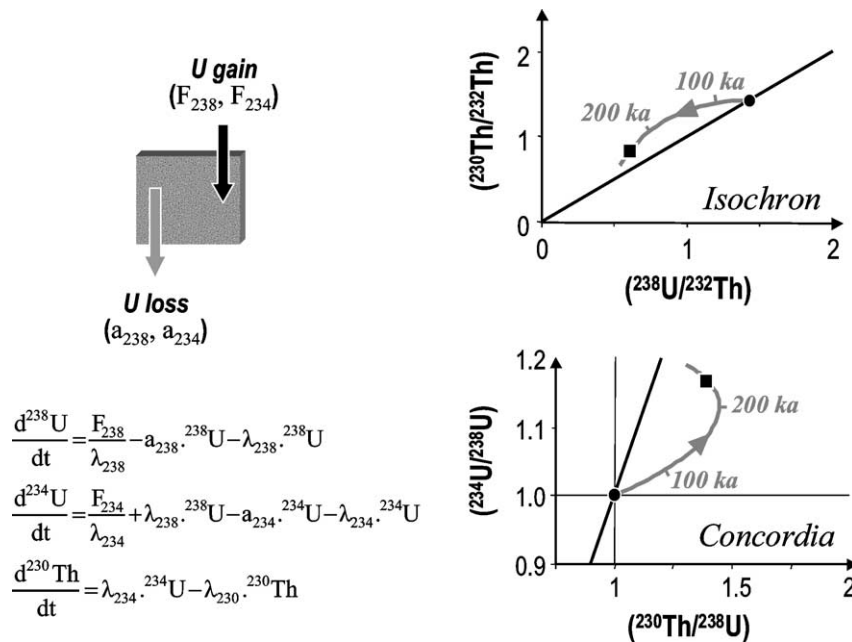 U gain
(F₂₃₈, F₂₃₄)
U loss
(a₂₃₈, a₂₃₄)
d²³⁸U/dt = F₂₃₈/λ₂₃₈ − a₂₃₈.²³⁸U − λ₂₃₈.²³⁸U
d²³⁴U/dt = F₂₃₄/λ₂₃₄ + λ₂₃₈.²³⁸U − a₂₃₄.²³⁴U − λ₂₃₄.²³⁴U
d²³⁰Th/dt = λ₂₃₄.²³⁴U − λ₂₃₀.²³⁰Th
(²³⁰Th/²³²Th)
2
1
0
100 ka
200 ka
Isochron
0
1
2
(²³⁸U/²³²Th)
(²³⁴U/²³⁸U)
1.2
1.1
1.0
0.9
200 ka
100 ka
Concordia
1
1.5
2
(²³⁰Th/²³⁸U)